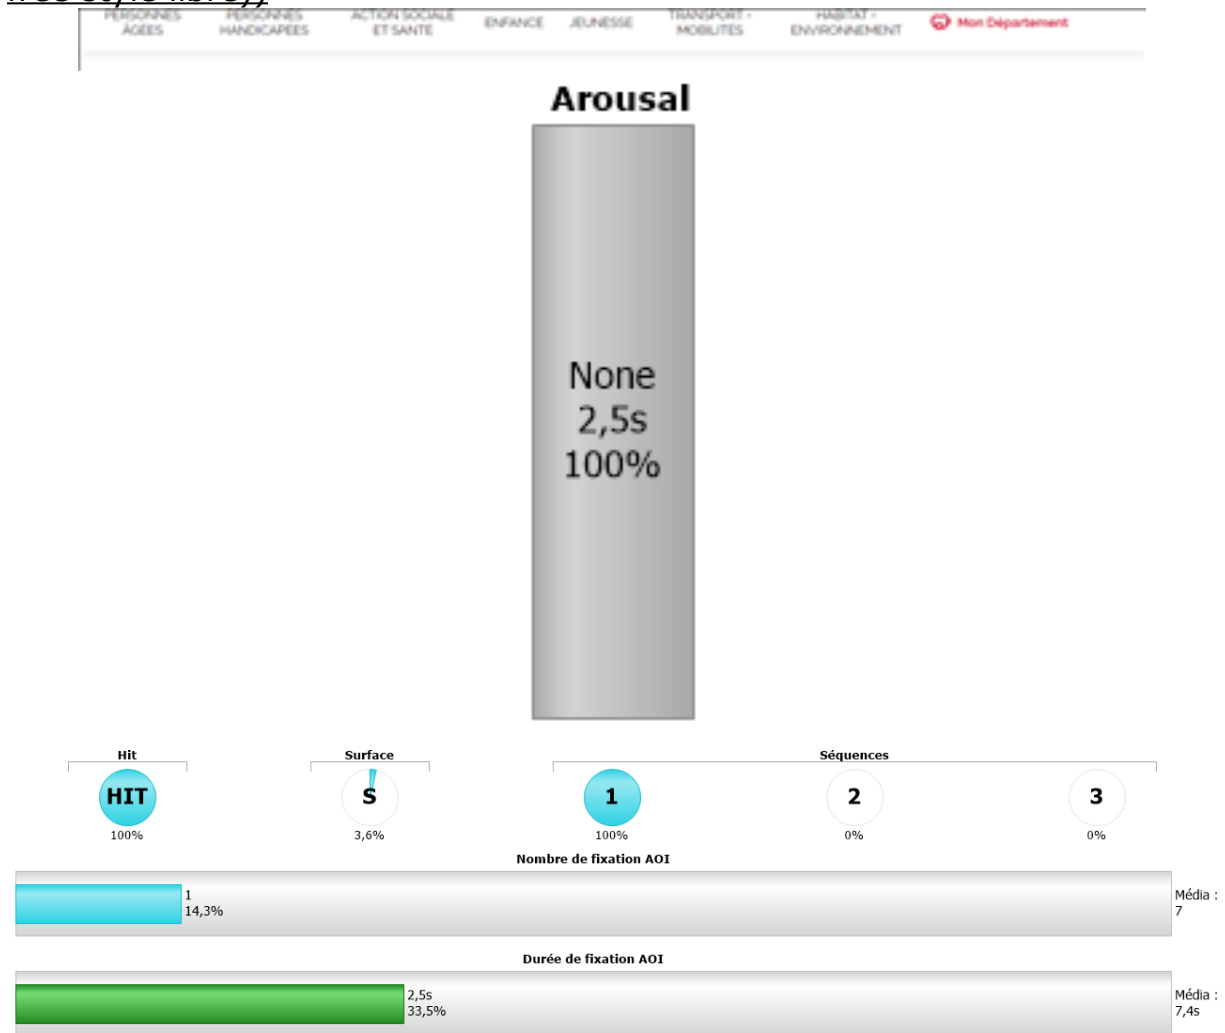 style libre))
PERSONNES ÂGÉES
PERSONNES HANDICAPÉES
ACTION SOCIALE ET SANTÉ
ENFANCE
JEUNESSE
TRANSPORT - MOBILITÉS
HABITAT - ENVIRONNEMENT
Mon Département
Arousal
None
2,5s
100%
Hit
Surface
Séquences
HIT
S
1
2
3
100%
3,6%
100%
0%
0%
Nombre de fixation AOI
1
14,3%
Média :
7
Durée de fixation AOI
2,5s
33,5%
Média :
7,4s